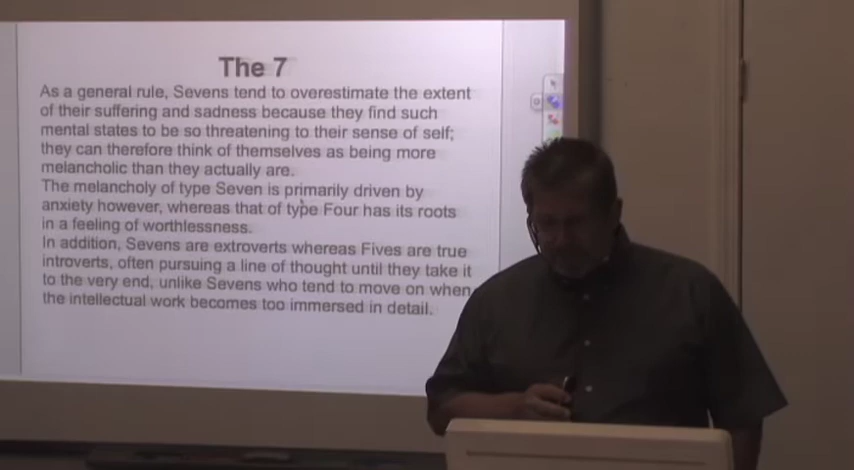 The 7
As a general rule, Sevens tend to overestimate the extent
of their suffering and sadness because they find such
mental states to be so threatening to their sense of self;
they can therefore think of themselves as being more
melancholic than they actually are.
The melancholy of type Seven is primarily driven by
anxiety however, whereas that of type Four has its roots
in a feeling of worthlessness.
In addition, Sevens are extroverts whereas Fives are true
introverts, often pursuing a line of thought until they take it
to the very end, unlike Sevens who tend to move on when
the intellectual work becomes too immersed in detail.